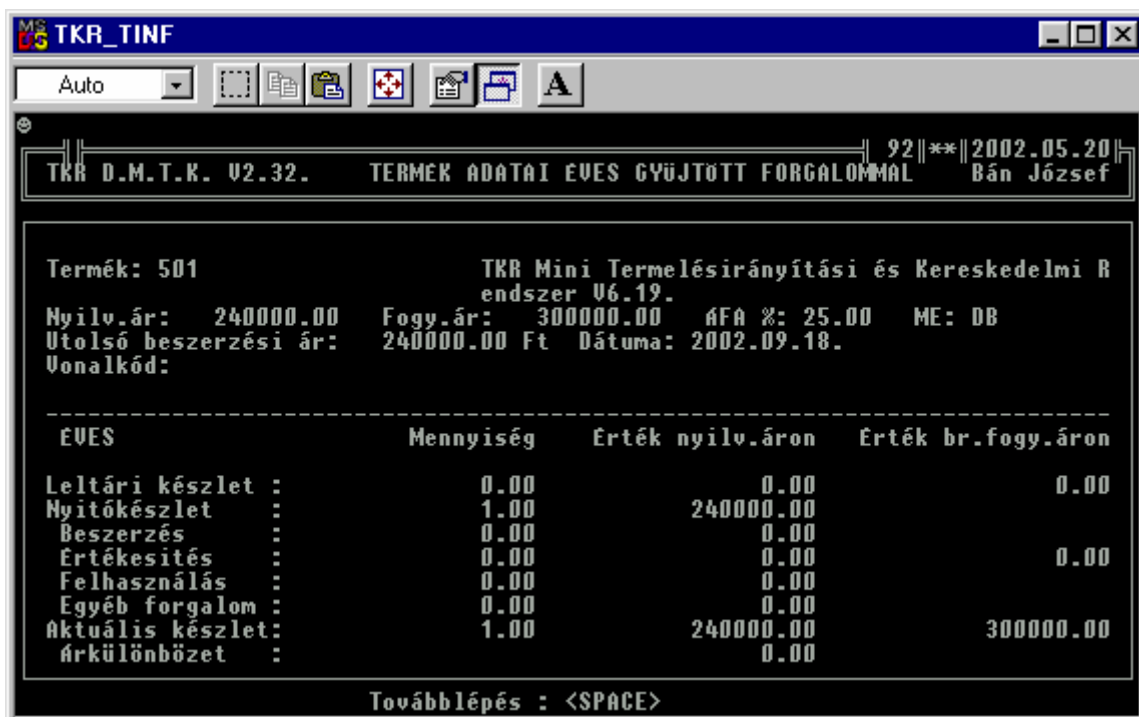 TKR_TINF
Auto
A
92 ** 2002.05.20
TKR D.M.T.K. V2.32. TERMÉK ADATAI ÉVES GYÜJTÖTT FORGALOMMAL Bán József
Termék: 501 TKR Mini Termelésirányítási és Kereskedelmi R
endszer V6.19.
Nyilv.ár: 240000.00 Fogy.ár: 300000.00 ÁFA %: 25.00 ME: DB
Utolsó beszerzési ár: 240000.00 Ft Dátuma: 2002.09.18.
Vonalkód:
ÉVES Mennyiség Érték nyilv.áron Érték br.fogy.áron
Leltári készlet : 0.00 0.00 0.00
Nyitókészlet : 1.00 240000.00
Beszerzés : 0.00 0.00
Értékesítés : 0.00 0.00 0.00
Felhasználás : 0.00 0.00
Egyéb forgalom : 0.00 0.00
Aktuális készlet: 1.00 240000.00 300000.00
Árkülönbözet : 0.00
Továbblépés : <SPACE>